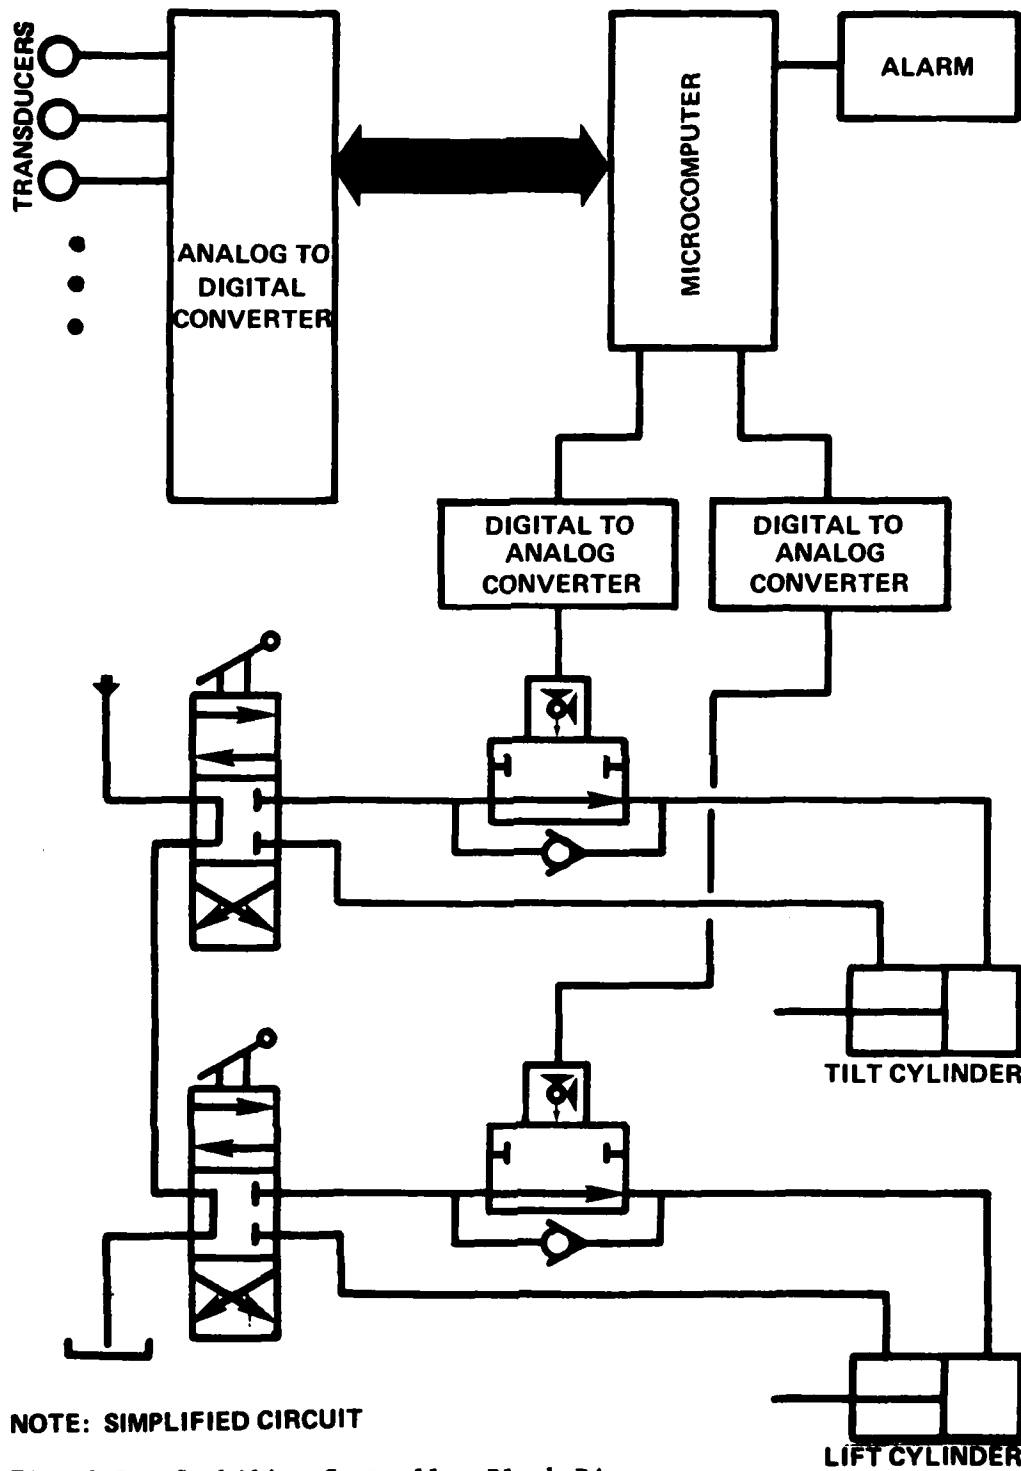 TRANSDUCERS
ANALOG TO
DIGITAL
CONVERTER
MICROCOMPUTER
ALARM
DIGITAL TO
ANALOG
CONVERTER
DIGITAL TO
ANALOG
CONVERTER
TILT CYLINDER
LIFT CYLINDER
NOTE: SIMPLIFIED CIRCUIT